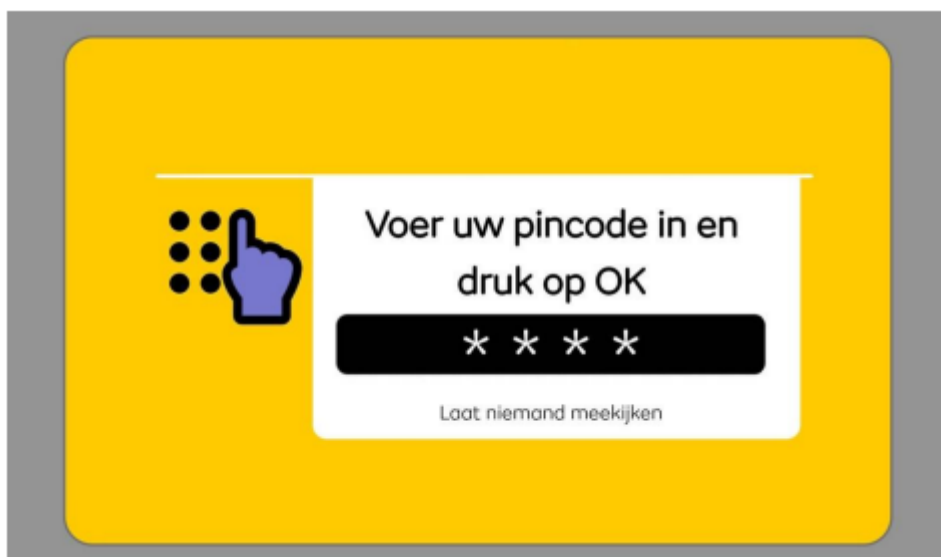 Voer uw pincode in en
druk op OK
* * * *
Laat niemand meekijken